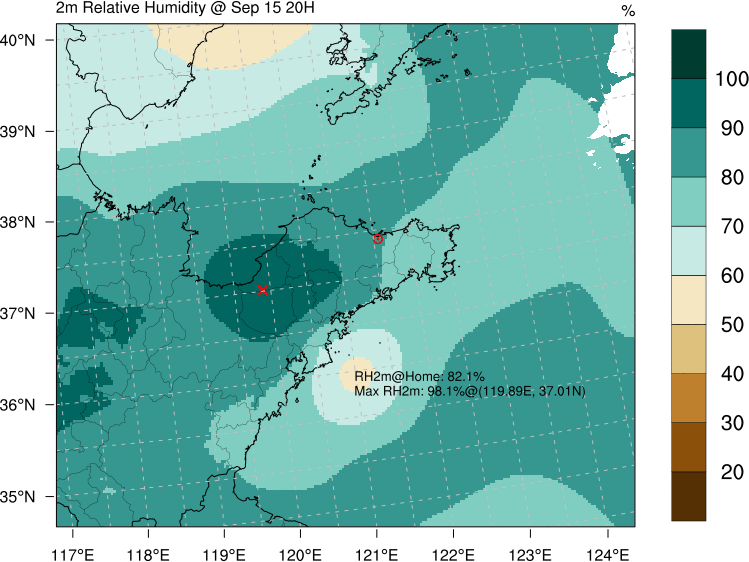 2m Relative Humidity @ Sep 15 20H
%
40°N
39°N
38°N
37°N
36°N
35°N
117°E
118°E
119°E
120°E
121°E
122°E
123°E
124°E
RH2m@Home: 82.1%
Max RH2m: 98.1%@(119.89E, 37.01N)
100
90
80
70
60
50
40
30
20